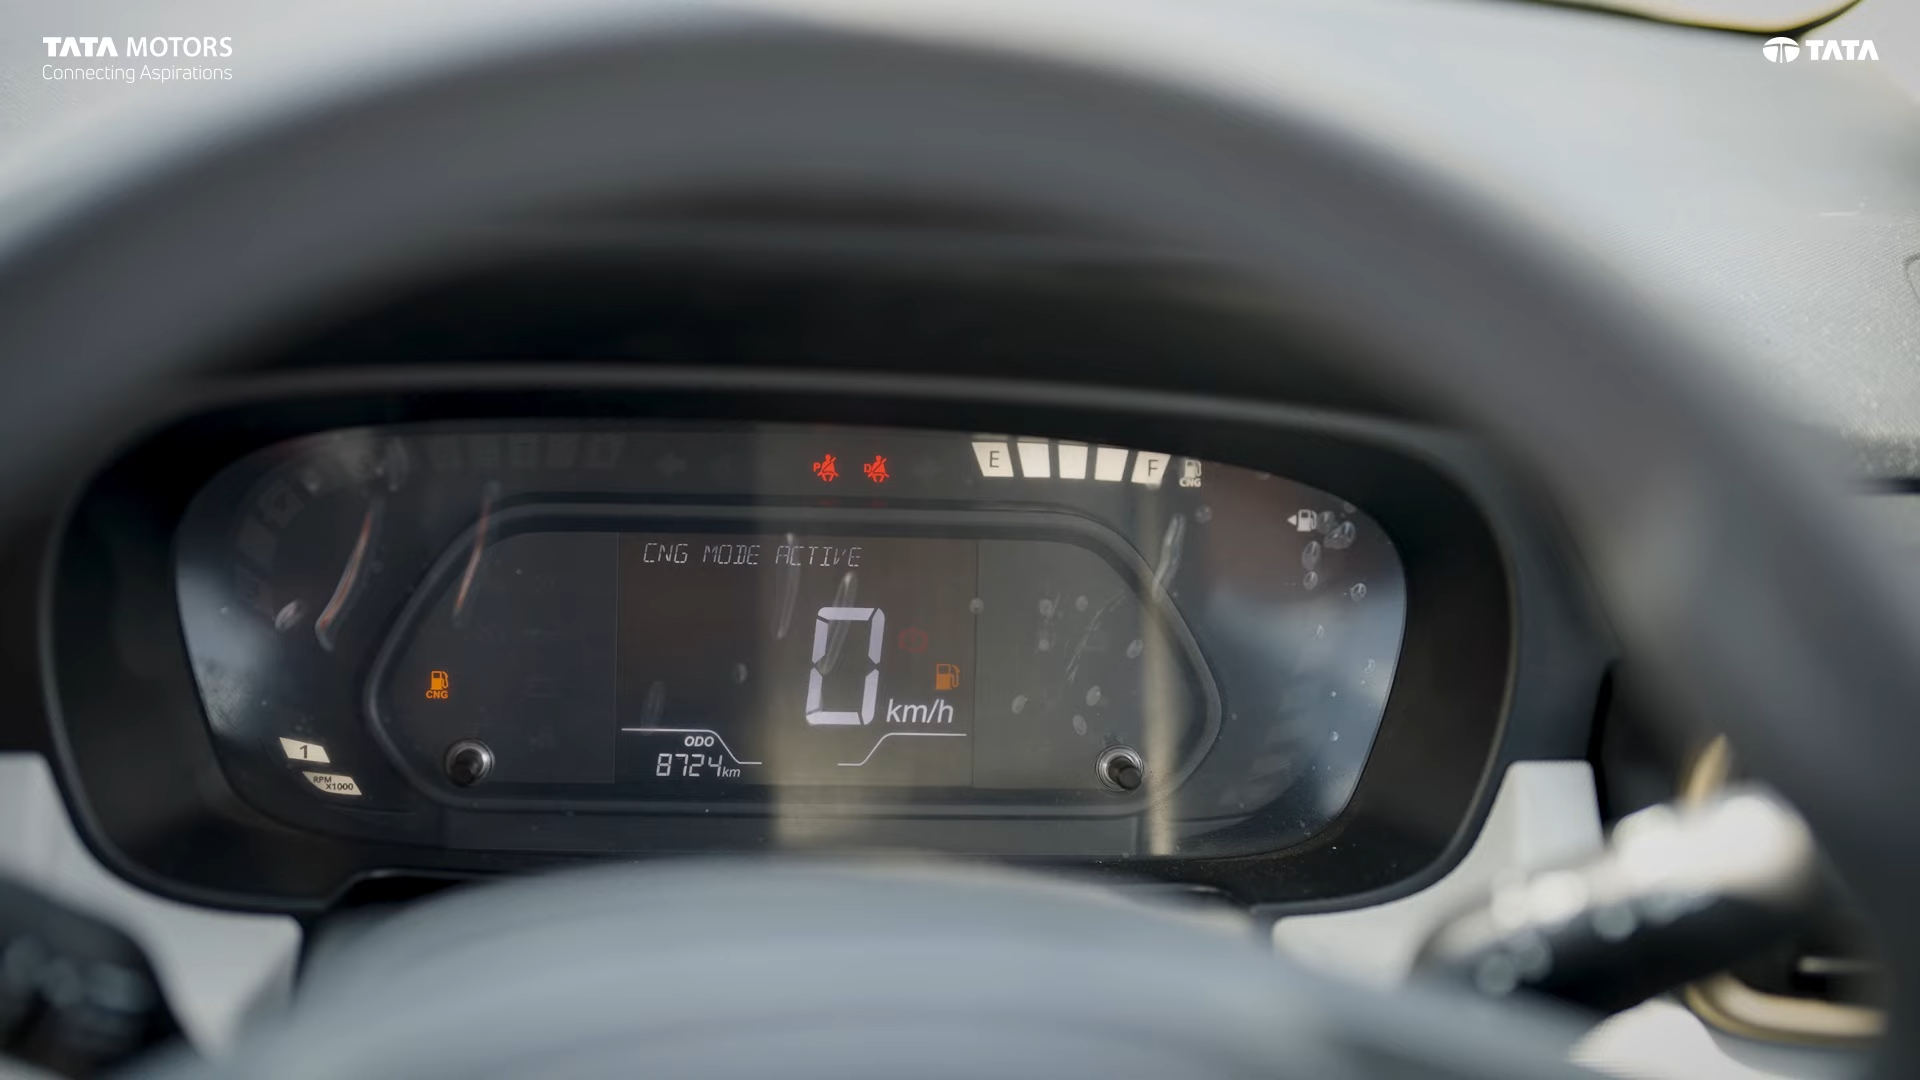 TATA MOTORS
Connecting Aspirations
TATA
P
D
E
F
CNG
CNG MODE ACTIVE
0
km/h
CNG
ODO
8724km
1
RPM
X1000